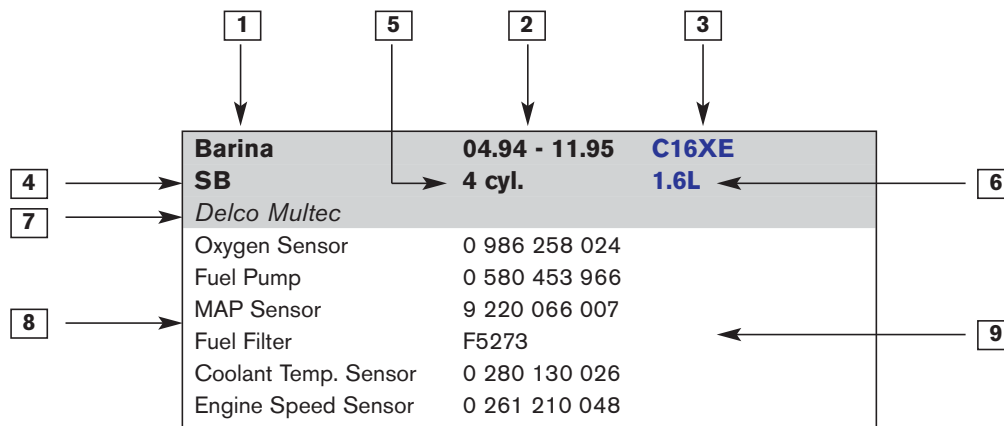 1 5 2 3
Barina 04.94 - 11.95 C16XE
4 SB 4 cyl. 1.6L 6
7 Delco Multec
Oxygen Sensor 0 986 258 024
Fuel Pump 0 580 453 966
8 MAP Sensor 9 220 066 007
Fuel Filter F5273 9
Coolant Temp. Sensor 0 280 130 026
Engine Speed Sensor 0 261 210 048